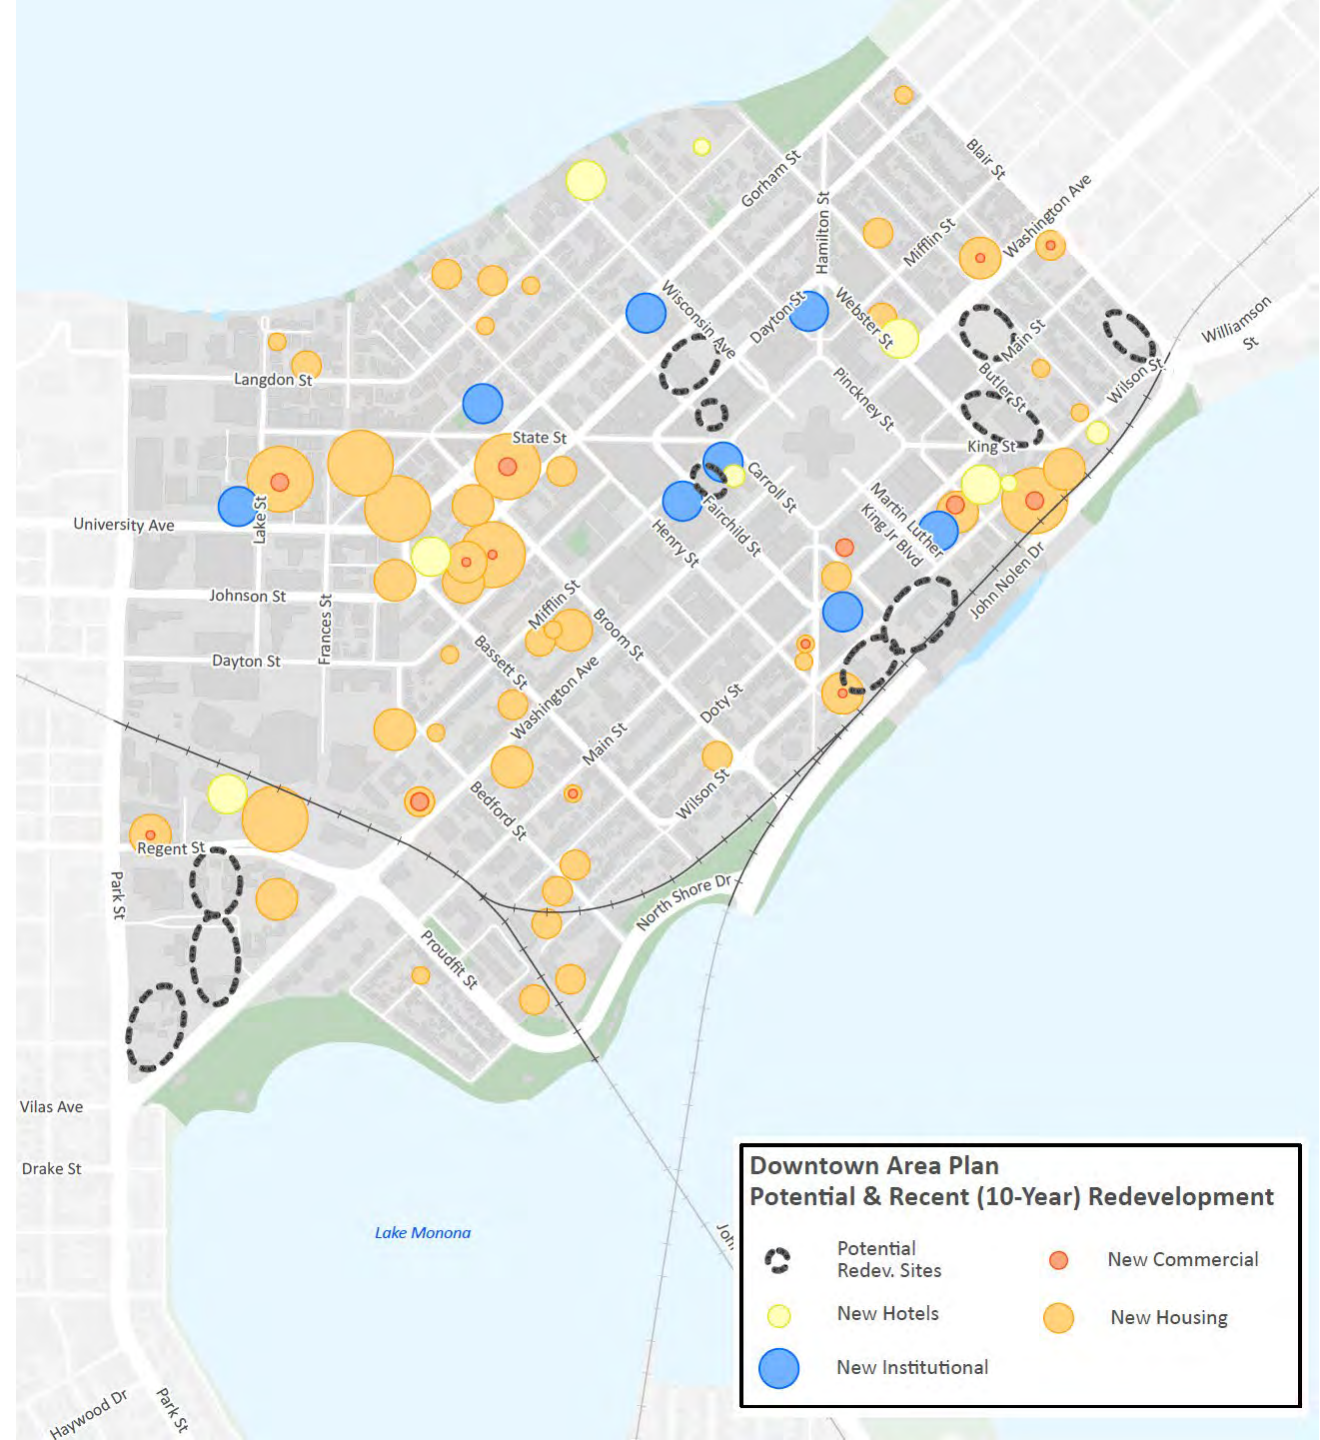 Blair St
Gorham St
Washington Ave
Hamilton St
Mifflin St
Wisconsin Ave
Dayton St
Webster St
Williamson
St
Main St
Langdon St
Pinckney St
Butler St
Wilson St
State St
King St
Carroll St
Lake St
University Ave
Martin Luther
King Jr Blvd
Fairchild St
Henry St
John Nolen Dr
Johnson St
Frances St
Mifflin St
Broom St
Dayton St
Bassett St
Washington Ave
Doty St
Main St
Wilson St
Bedford St
Regent St
Park St
North Shore Dr
Proudfit St
Vilas Ave
Drake St
Lake Monona
Haywood Dr
Park St
Downtown Area Plan
Potential & Recent (10-Year) Redevelopment
Potential
Redev. Sites
New Commercial
New Hotels
New Housing
New Institutional